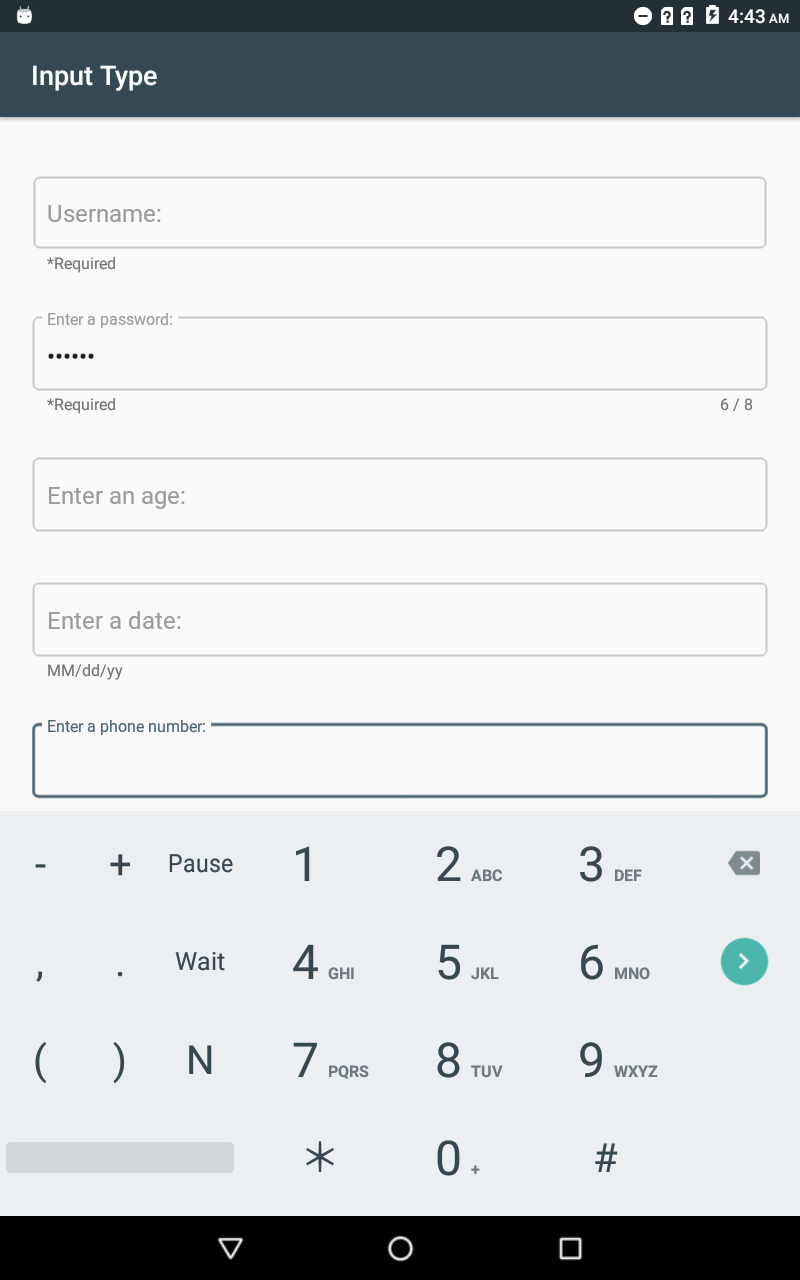 4:43 AM
Input Type
Username:
*Required
Enter a password:
••••••
*Required 6 / 8
Enter an age:
Enter a date:
MM/dd/yy
Enter a phone number:
- + Pause 1 2 ABC 3 DEF
, . Wait 4 GHI 5 JKL 6 MNO
( ) N 7 PQRS 8 TUV 9 WXYZ
* 0 + #